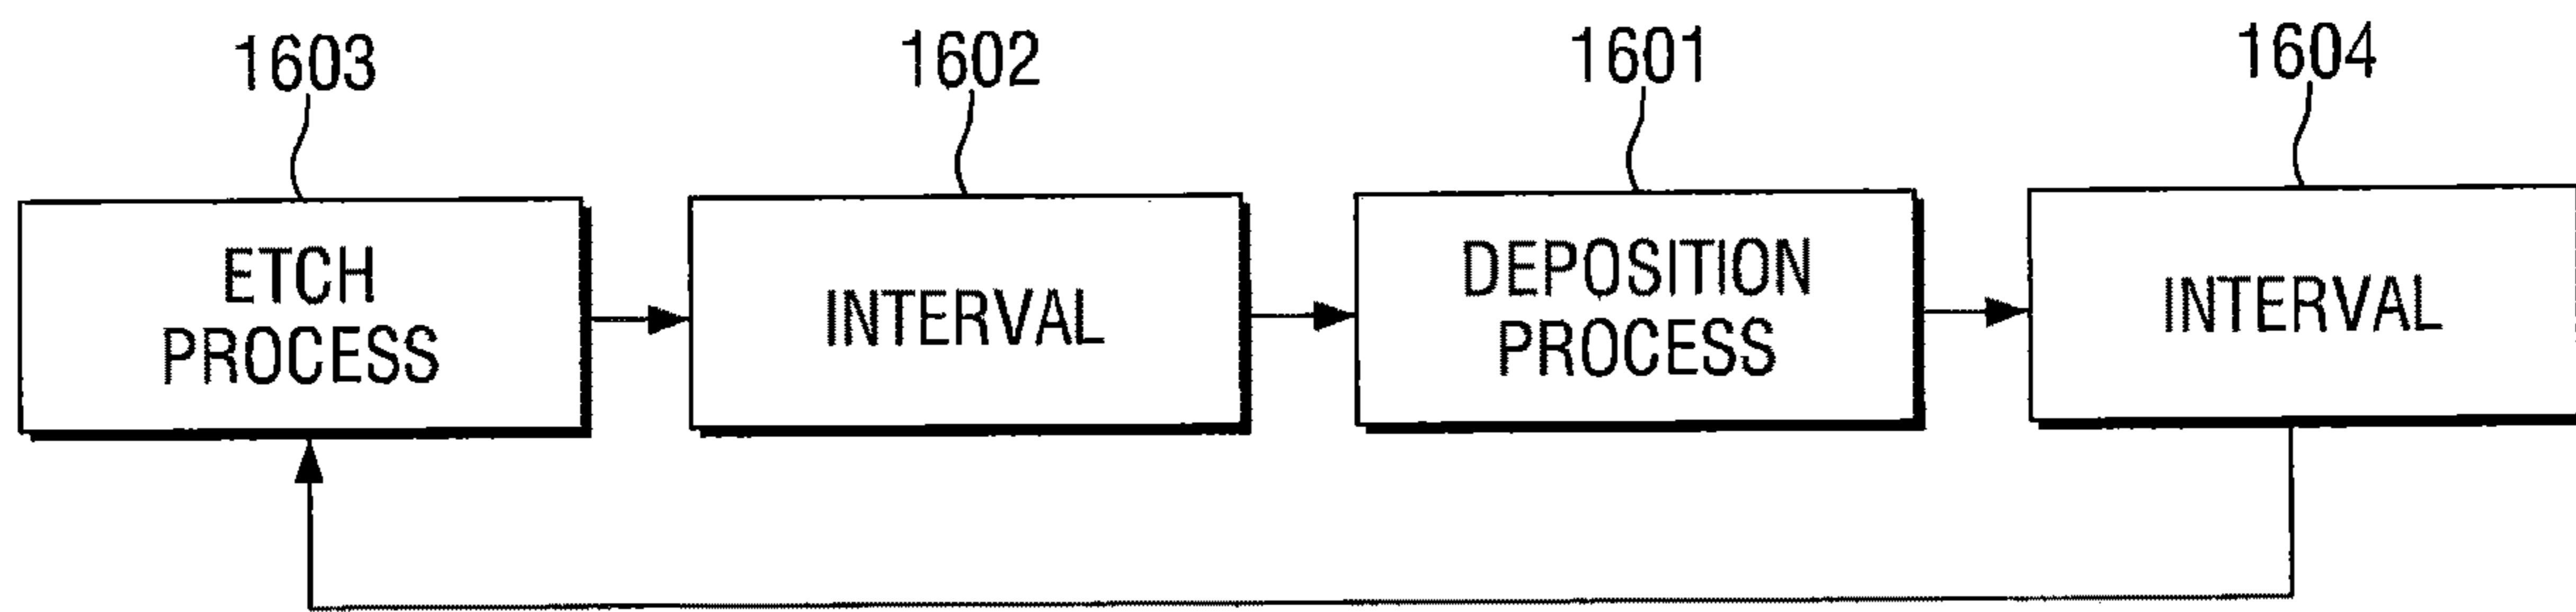 1603
1602
1601
1604
ETCH
PROCESS
INTERVAL
DEPOSITION
PROCESS
INTERVAL